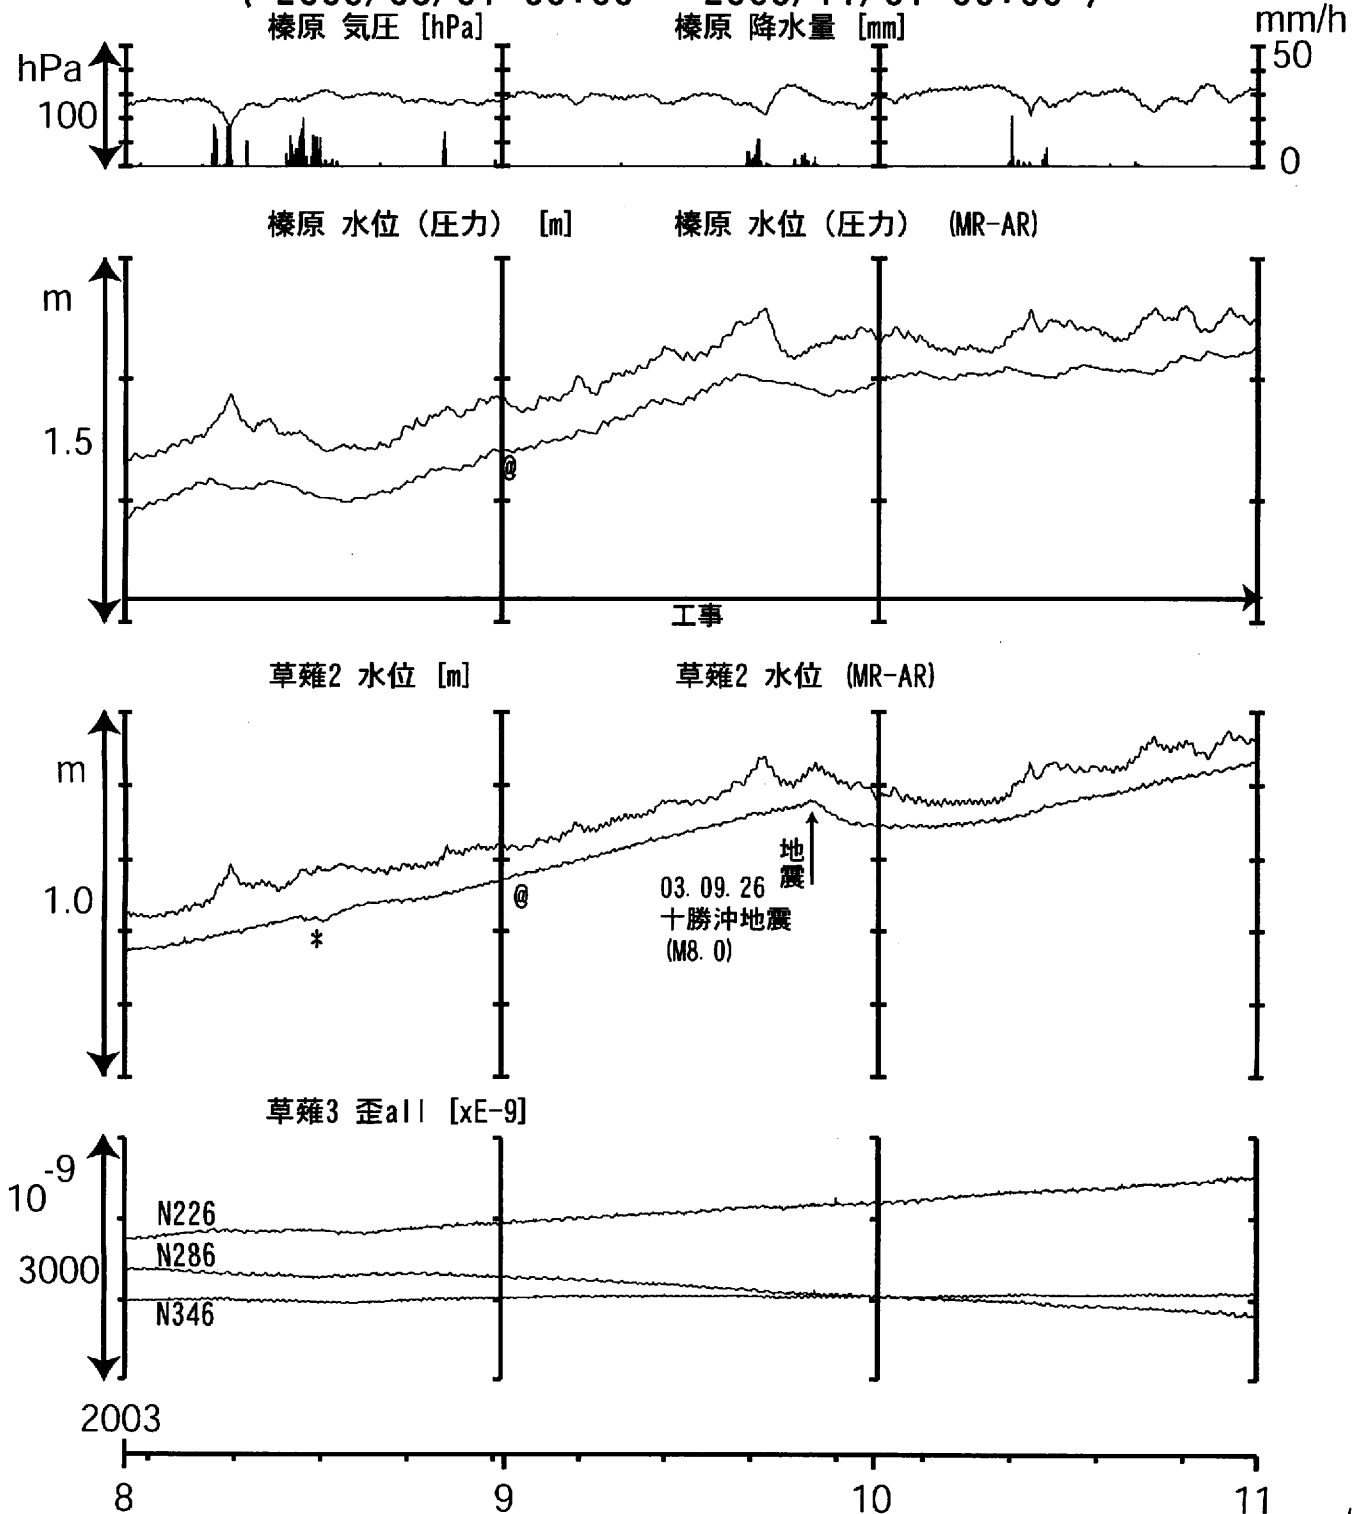 榛原 気圧 [hPa] 榛原 降水量 [mm] mm/h
hPa 50
100
0
榛原 水位（圧力） [m] 榛原 水位（圧力） (MR-AR)
m
1.5
@
工事
草薙2 水位 [m] 草薙2 水位 (MR-AR)
m
地震
1.0
@
03.09.26
十勝沖地震
(M8.0)
*
草薙3 歪all [xE-9]
10-9
N226
N286
3000
N346
2003
8 9 10 11